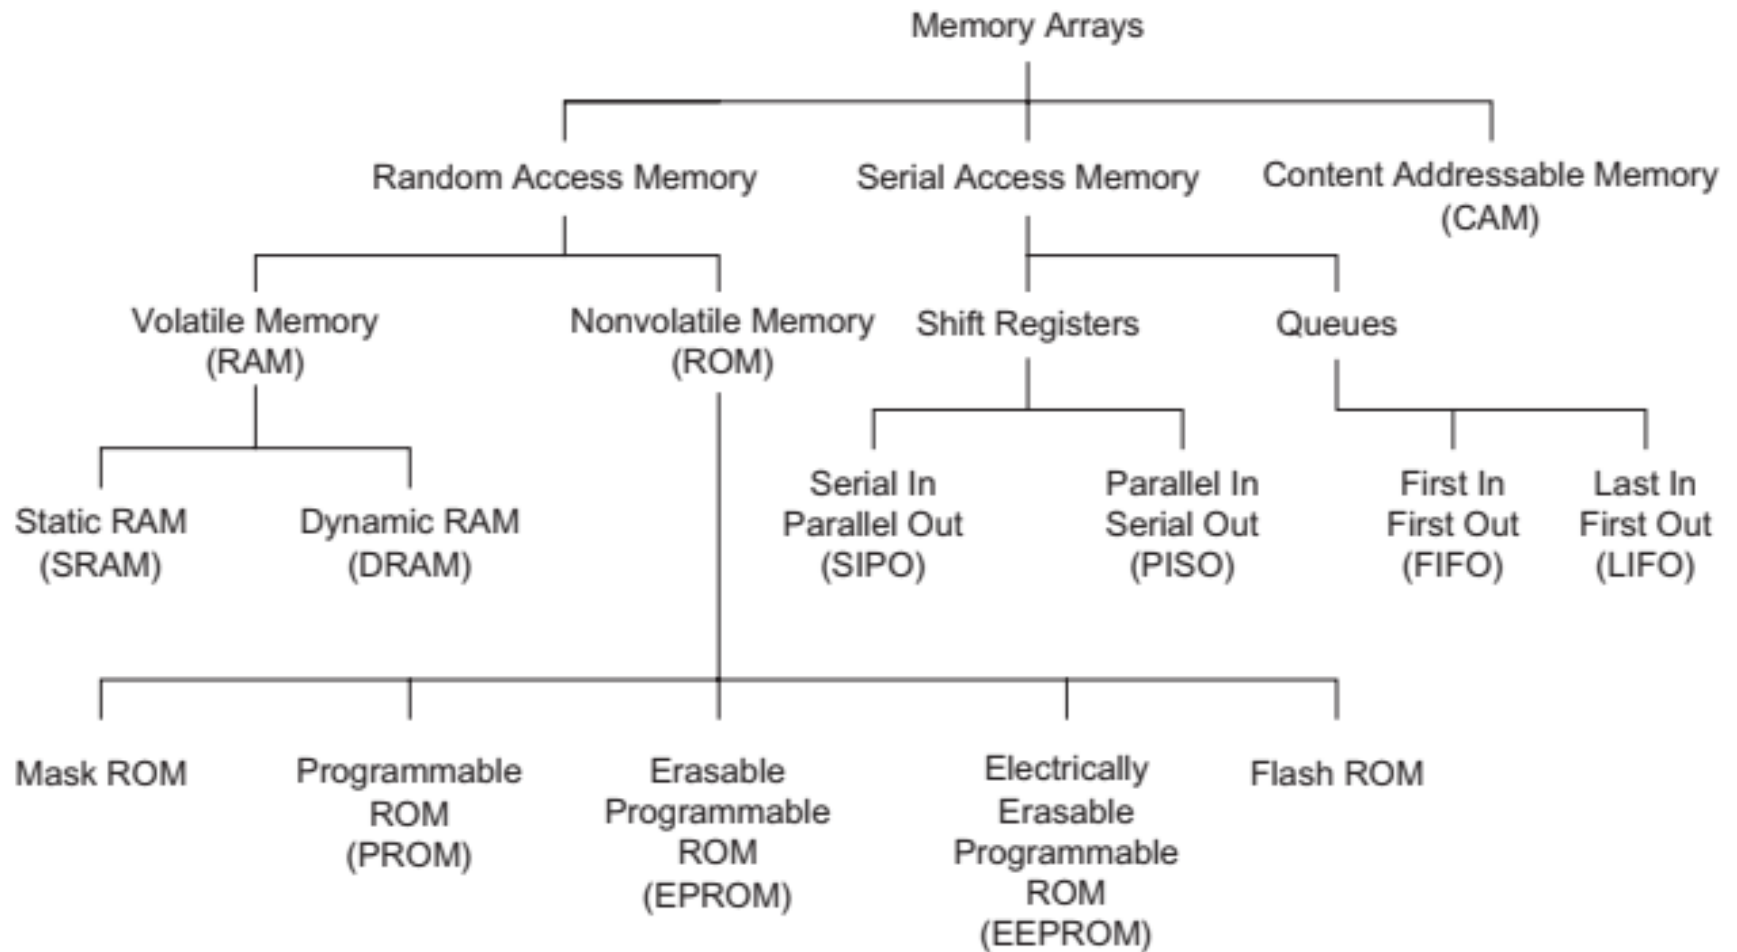 Memory Arrays
Random Access Memory
Serial Access Memory
Content Addressable Memory
(CAM)
Volatile Memory
(RAM)
Nonvolatile Memory
(ROM)
Shift Registers
Queues
Static RAM
(SRAM)
Dynamic RAM
(DRAM)
Serial In
Parallel Out
(SIPO)
Parallel In
Serial Out
(PISO)
First In
First Out
(FIFO)
Last In
First Out
(LIFO)
Mask ROM
Programmable
ROM
(PROM)
Erasable
Programmable
ROM
(EPROM)
Electrically
Erasable
Programmable
ROM
(EEPROM)
Flash ROM